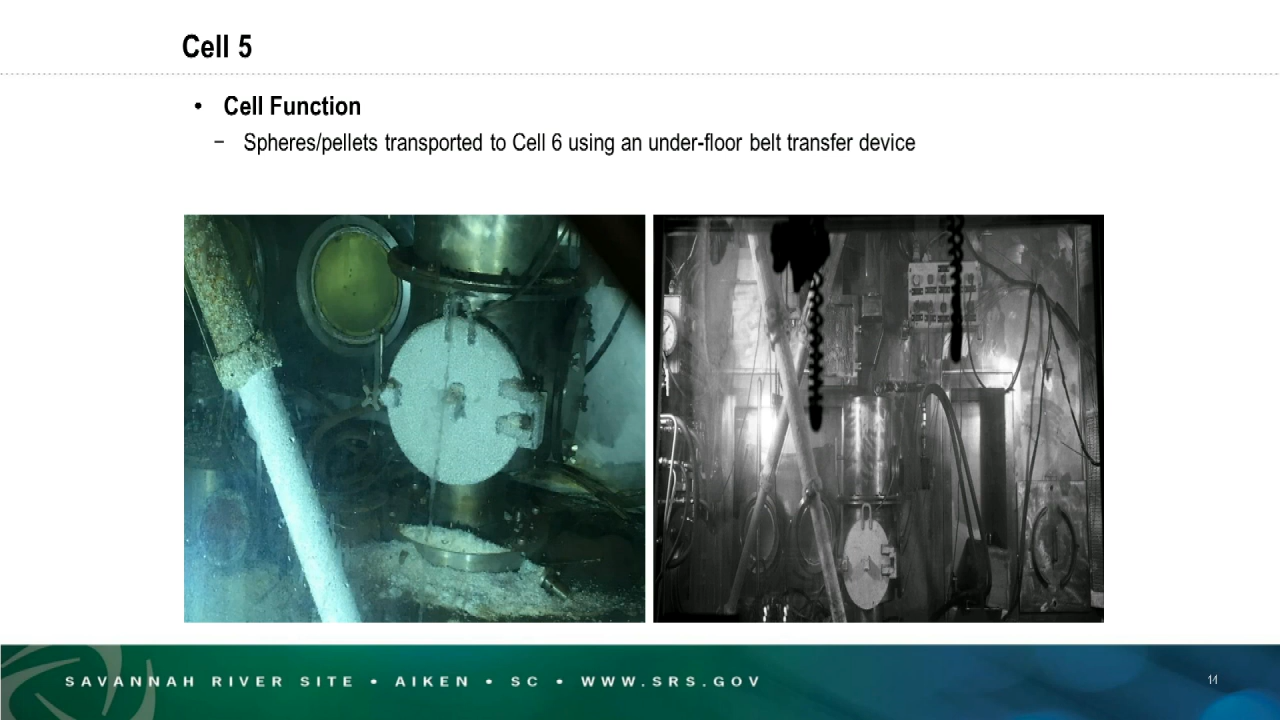 Cell 5
• Cell Function
– Spheres/pellets transported to Cell 6 using an under-floor belt transfer device
SAVANNAH RIVER SITE • AIKEN • SC • WWW.SRS.GOV